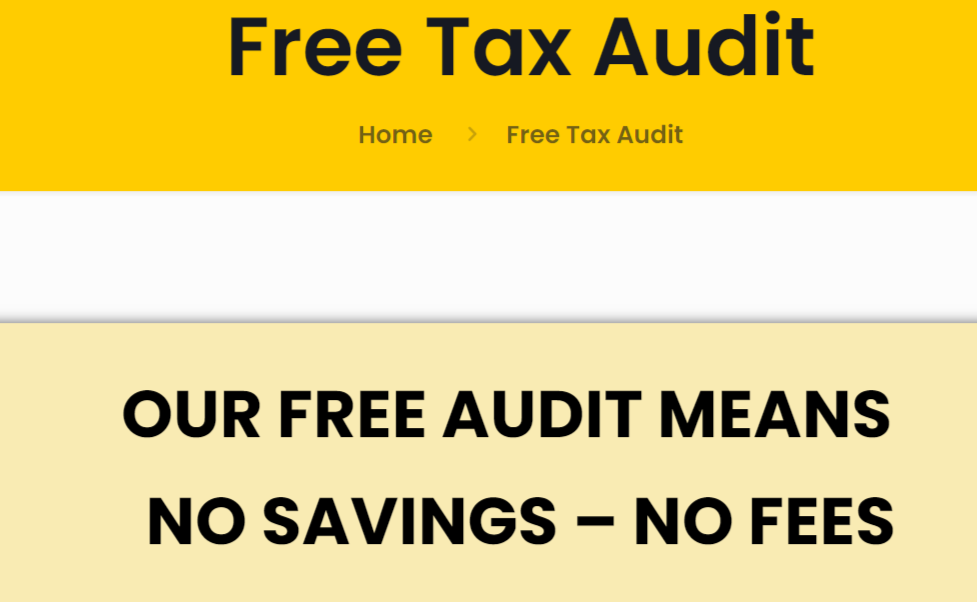 Free Tax Audit
Home > Free Tax Audit
OUR FREE AUDIT MEANS
NO SAVINGS – NO FEES